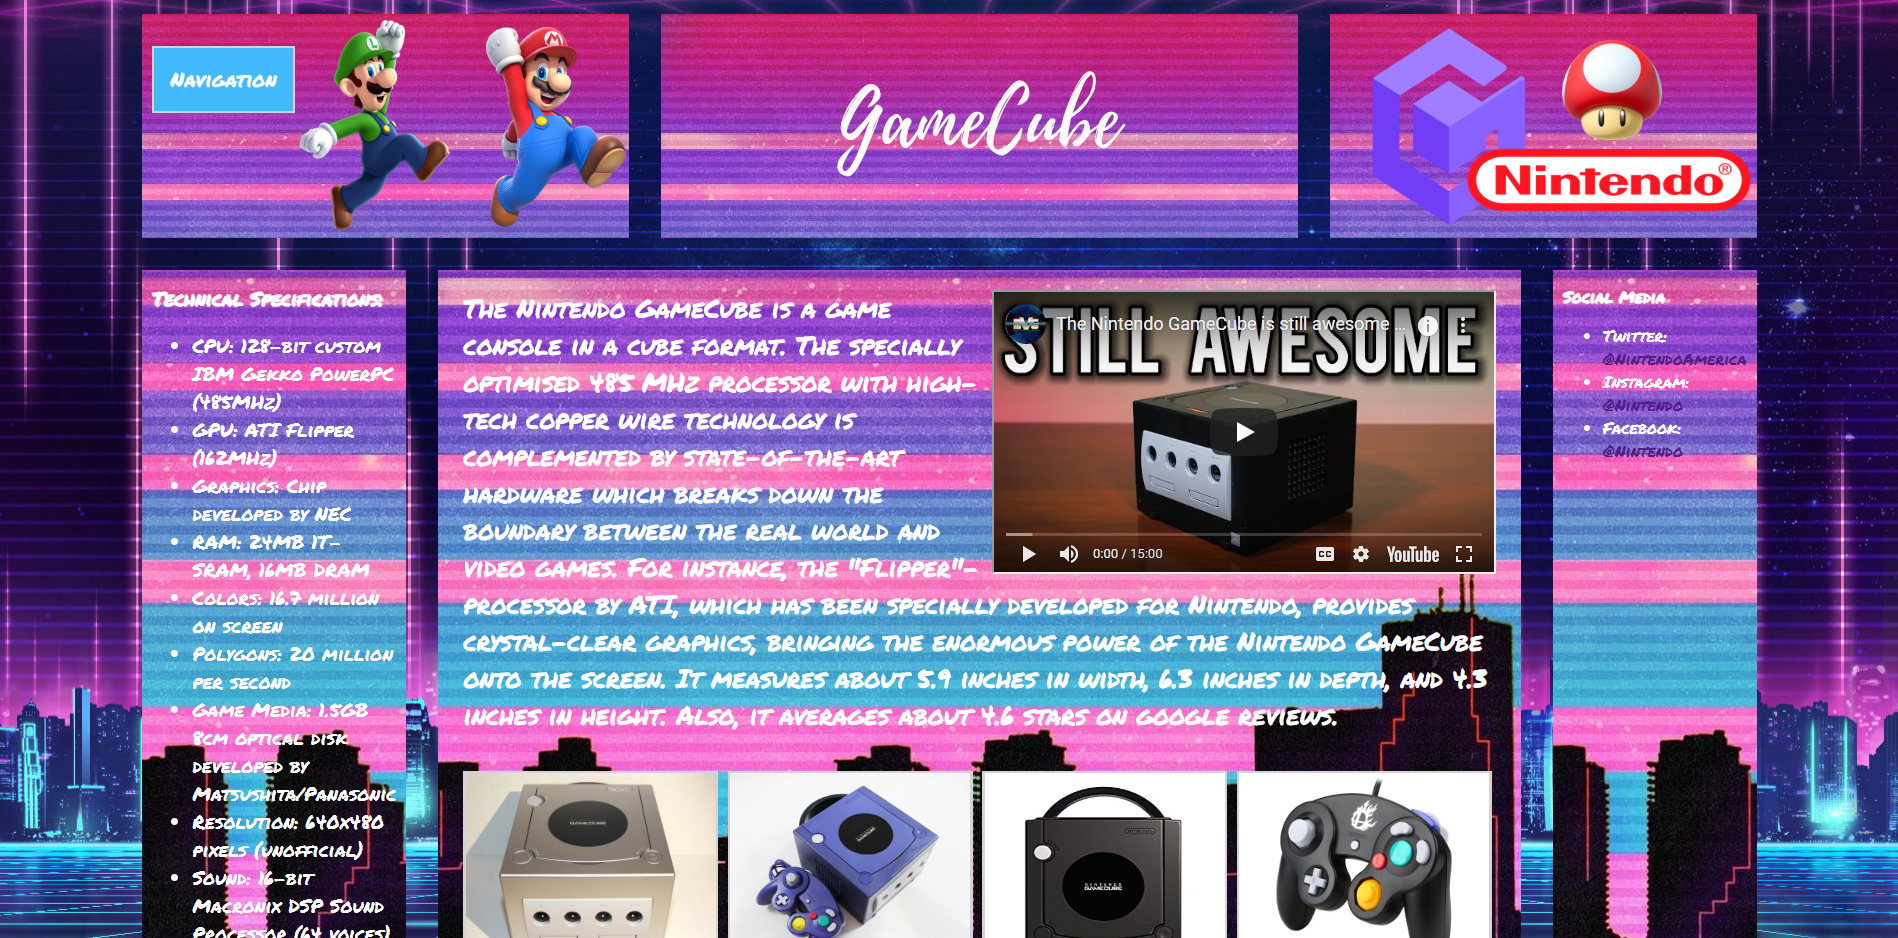 Navigation
GameCube
Nintendo®
Technical Specifications:
CPU: 128-bit custom
IBM Gekko PowerPC
(485MHz)
GPU: ATI Flipper
(162MHz)
Graphics: Chip
developed by NEC
RAM: 24MB 1T-
SRAM, 16MB DRAM
Colors: 16.7 million
on screen
Polygons: 20 million
per second
Game Media: 1.5GB
8cm optical disk
developed by
Matsushita/Panasonic
Resolution: 640x480
pixels (unofficial)
Sound: 16-bit
Macronix DSP Sound
Processor (64 voices)
The Nintendo GameCube is a game
console in a cube format. The specially
optimised 485 MHz processor with high-
tech copper wire technology is
complemented by state-of-the-art
hardware which breaks down the
boundary between the real world and
video games. For instance, the "Flipper"-
processor by ATI, which has been specially developed for Nintendo, provides
crystal-clear graphics, bringing the enormous power of the Nintendo GameCube
onto the screen. It measures about 5.9 inches in width, 6.3 inches in depth, and 4.3
inches in height. Also, it averages about 4.6 stars on google reviews.
The Nintendo GameCube is still awesome ...
STILL AWESOME
0:00 / 15:00
CC
YouTube
NINTENDO
GAMECUBE
Social Media
Twitter:
@NintendoAmerica
Instagram:
@Nintendo
Facebook:
@Nintendo